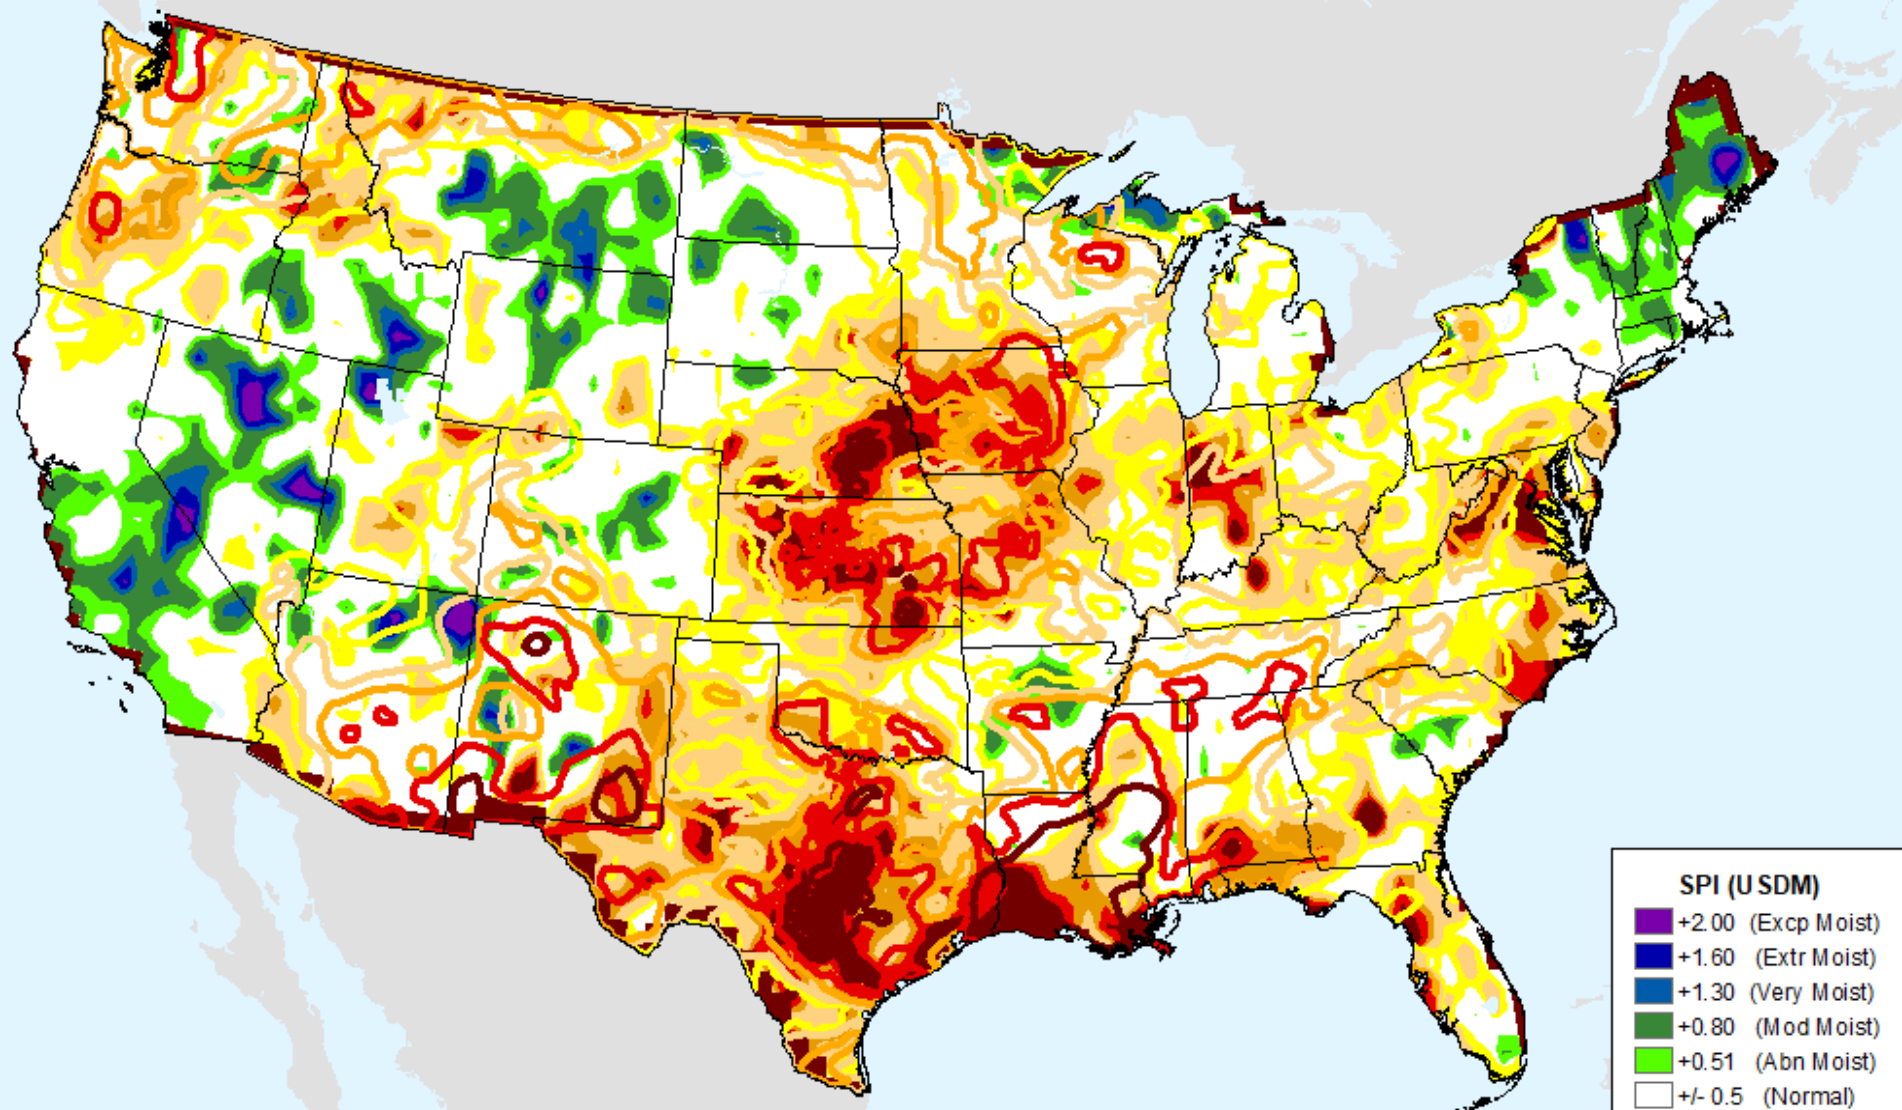 SPI (USDM)
+2.00 (Excp Moist)
+1.60 (Extr Moist)
+1.30 (Very Moist)
+0.80 (Mod Moist)
+0.51 (Abn Moist)
+/- 0.5 (Normal)